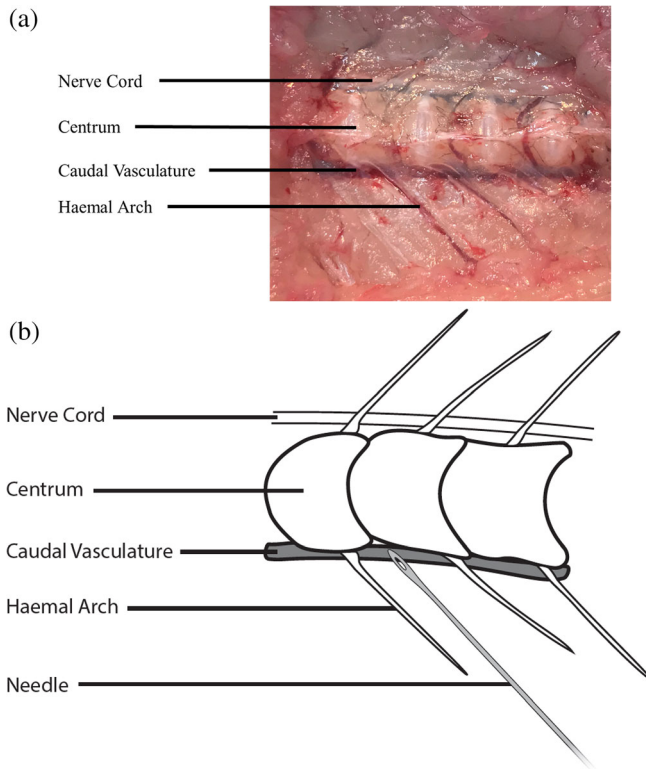 (a)
Nerve Cord
Centrum
Caudal Vasculature
Haemal Arch
(b)
Nerve Cord
Centrum
Caudal Vasculature
Haemal Arch
Needle